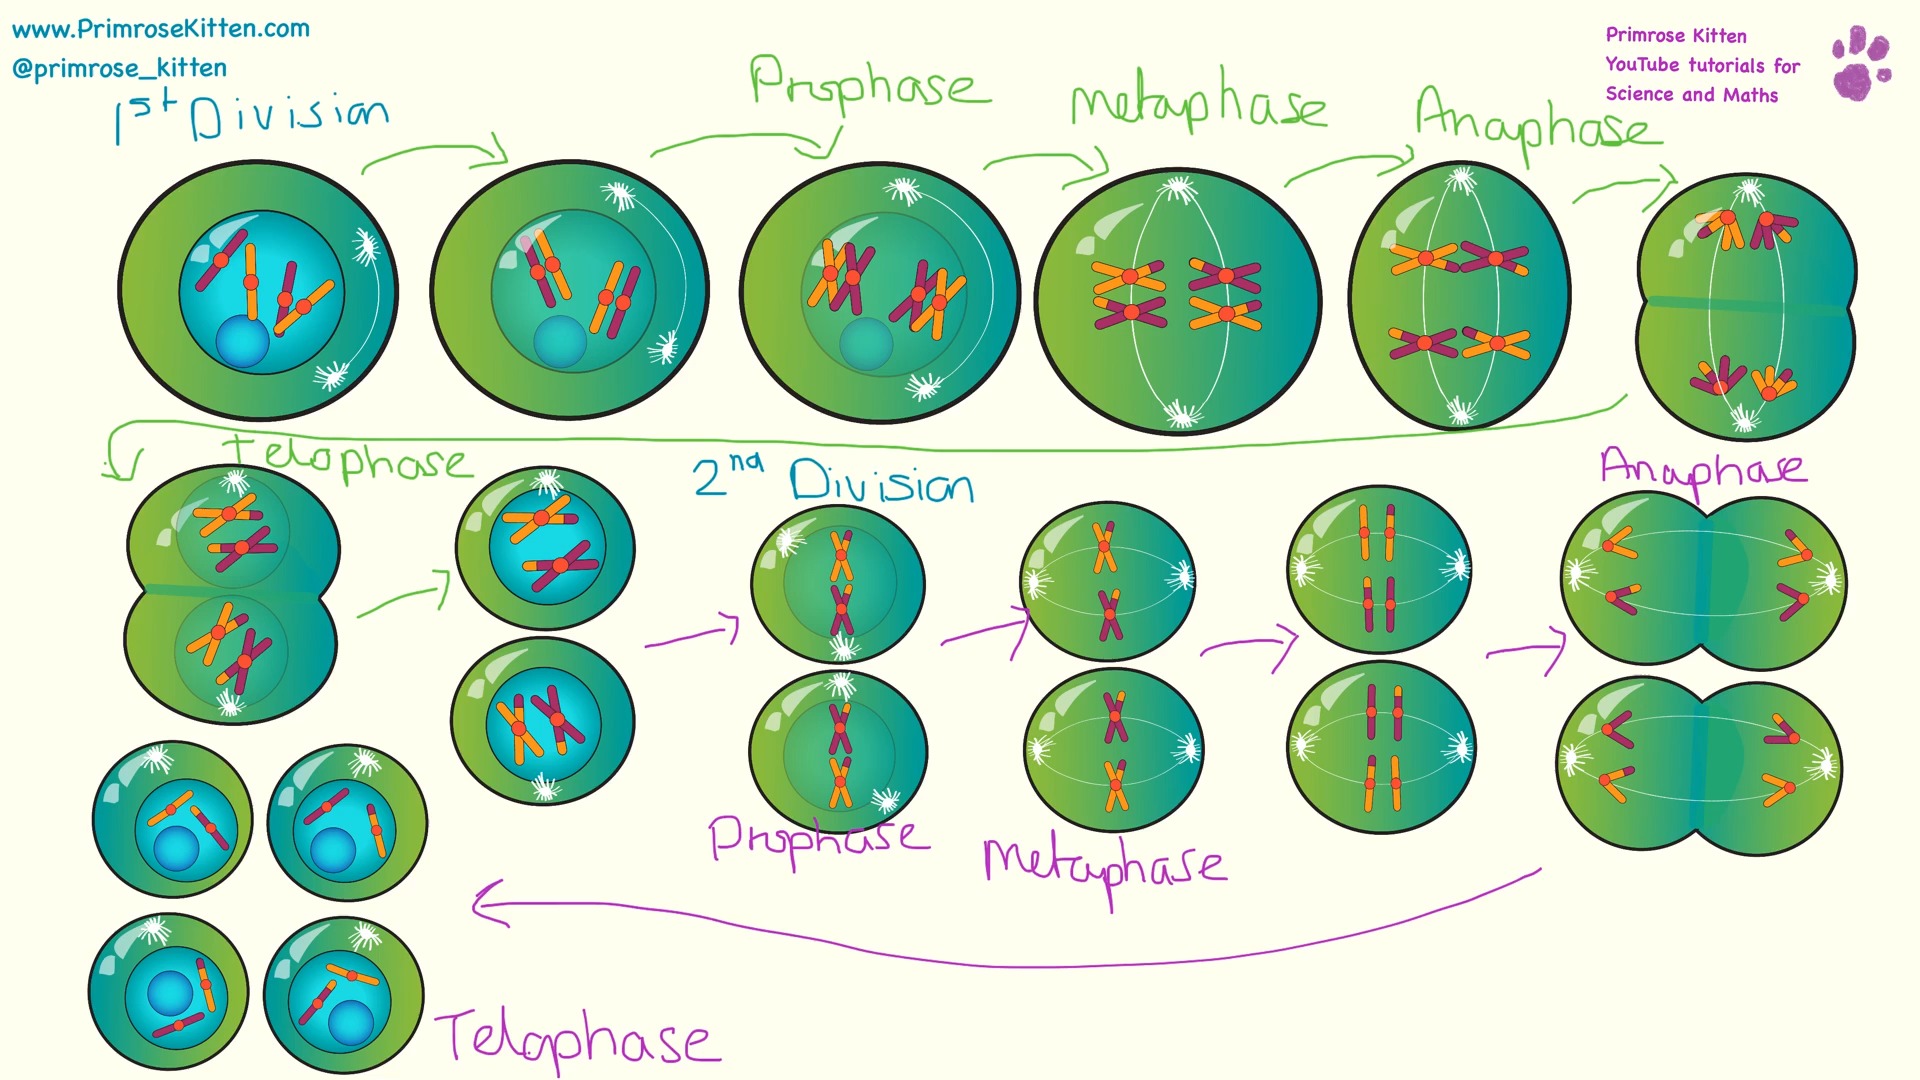 www.PrimroseKitten.com
@primrose_kitten
Primrose Kitten
YouTube tutorials for
Science and Maths
1st Division
Prophase
Metaphase
Anaphase
Telophase
2nd Division
Anaphase
Prophase
Metaphase
Telophase